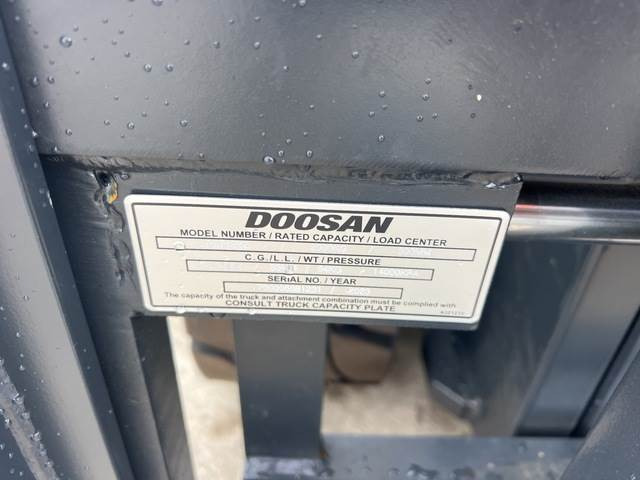 DOOSAN
MODEL NUMBER / RATED CAPACITY / LOAD CENTER
C.G./L.L. / WT / PRESSURE
SERIAL NO. / YEAR
The capacity of the truck and attachment combination must be complied with
CONSULT TRUCK CAPACITY PLATE